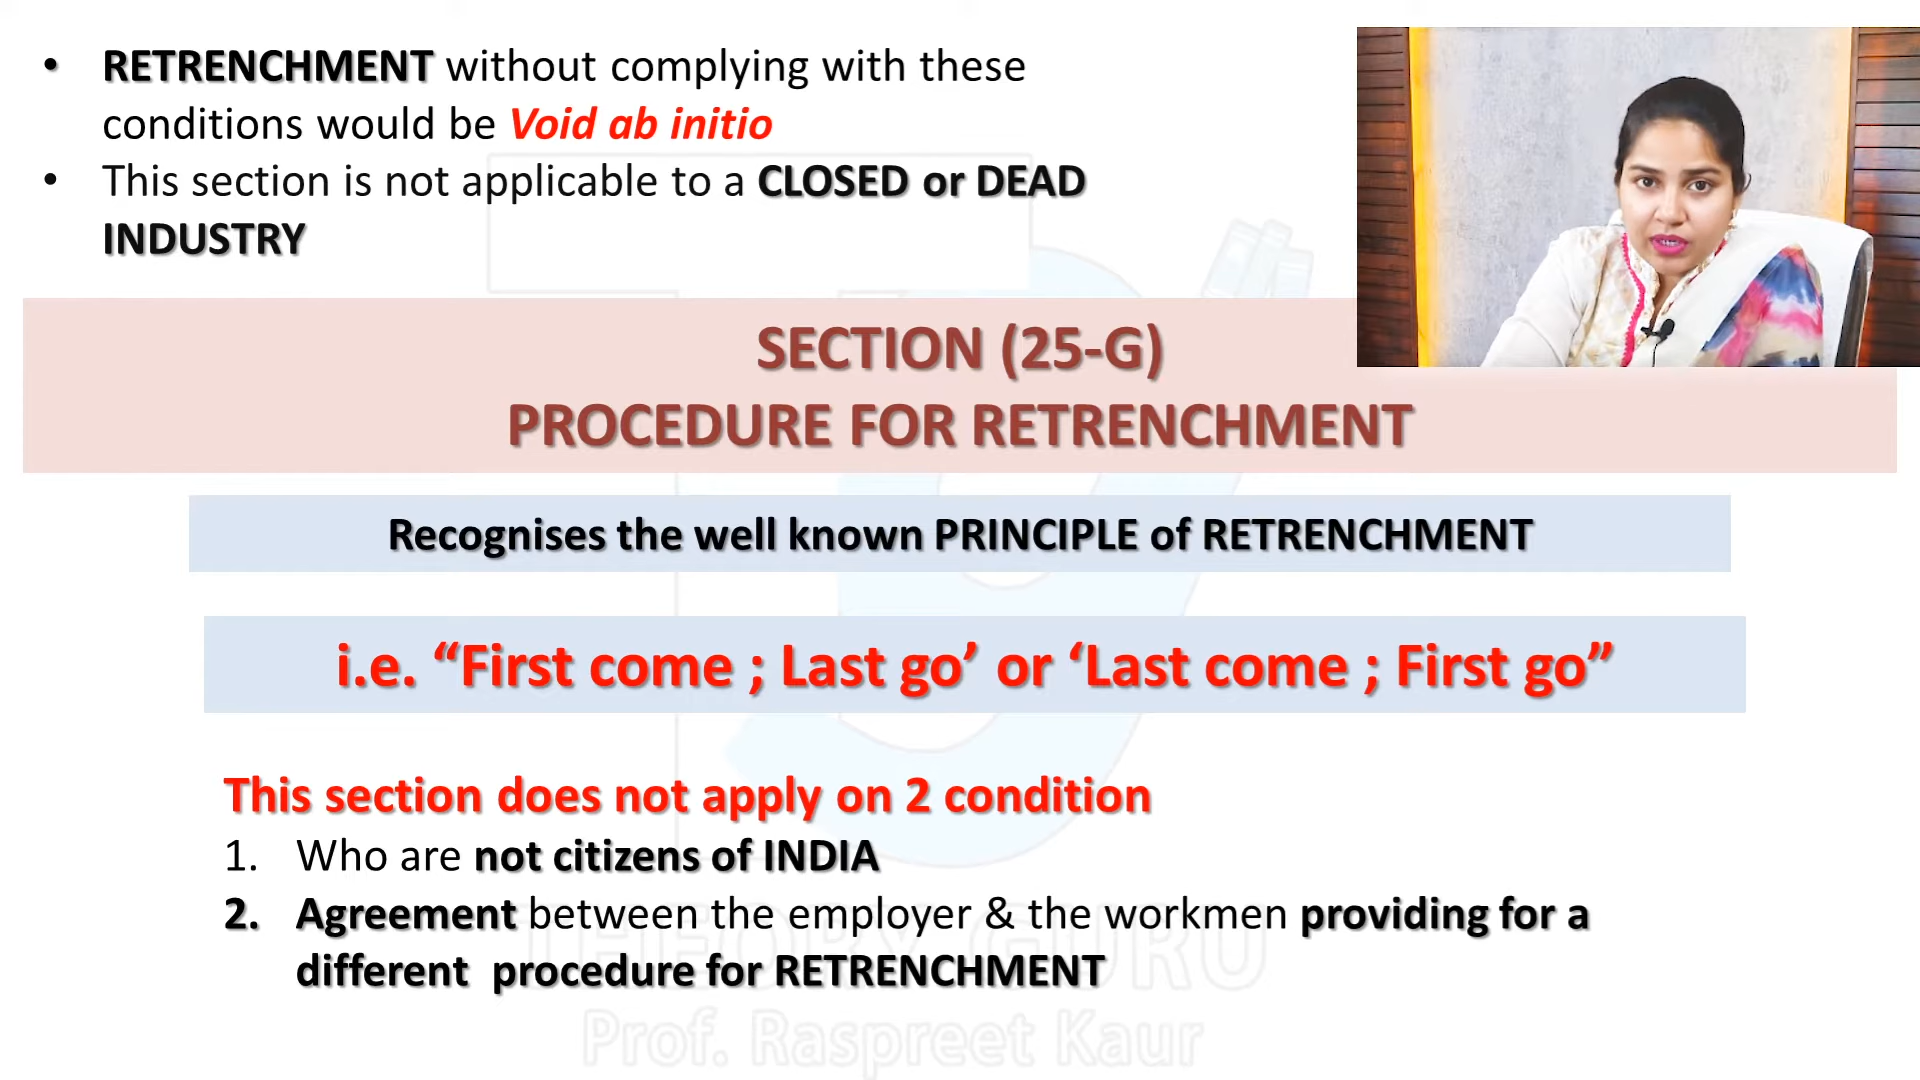 • RETRENCHMENT without complying with these
conditions would be Void ab initio
• This section is not applicable to a CLOSED or DEAD
INDUSTRY
SECTION (25-G)
PROCEDURE FOR RETRENCHMENT
Recognises the well known PRINCIPLE of RETRENCHMENT
i.e. “First come ; Last go’ or ‘Last come ; First go”
This section does not apply on 2 condition
1. Who are not citizens of INDIA
2. Agreement between the employer & the workmen providing for a
different procedure for RETRENCHMENT
THEORY GURU
Prof. Raspreet Kaur